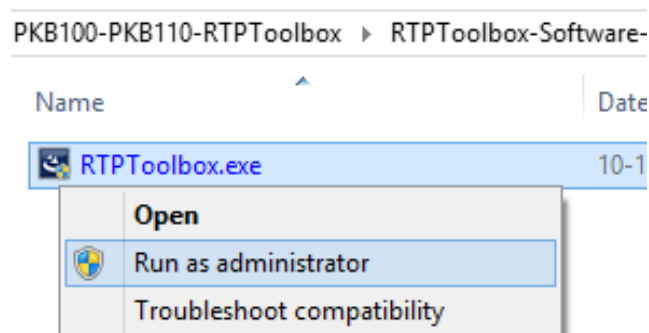 PKB100-PKB110-RTPToolbox RTPToolbox-Software-
Name Date
RTPToolbox.exe 10-1
Open
Run as administrator
Troubleshoot compatibility